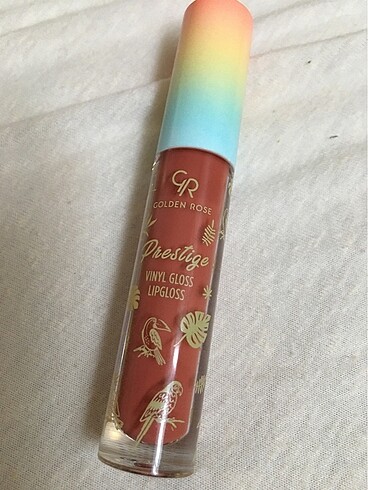 GR
GOLDEN ROSE
Prestige
VINYL GLOSS
LIPGLOSS